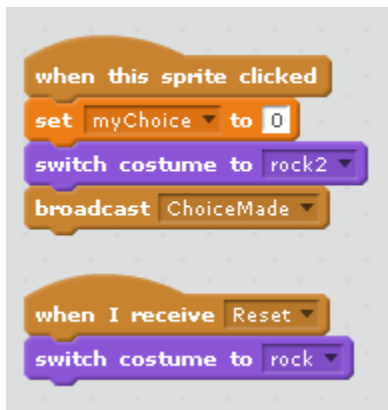 when this sprite clicked
set myChoice to 0
switch costume to rock2
broadcast ChoiceMade
when I receive Reset
switch costume to rock